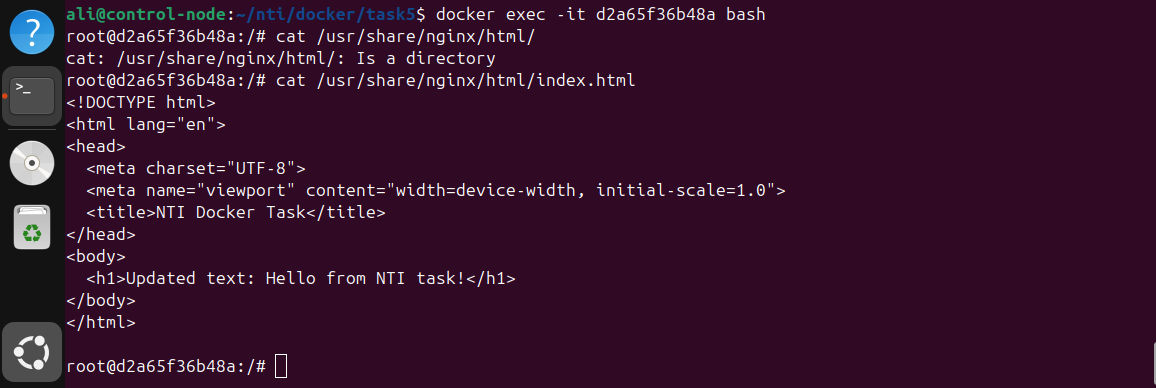 ali@control-node:~/nti/docker/task5$ docker exec -it d2a65f36b48a bash
root@d2a65f36b48a:/# cat /usr/share/nginx/html/
cat: /usr/share/nginx/html/: Is a directory
root@d2a65f36b48a:/# cat /usr/share/nginx/html/index.html
<!DOCTYPE html>
<html lang="en">
<head>
  <meta charset="UTF-8">
  <meta name="viewport" content="width=device-width, initial-scale=1.0">
  <title>NTI Docker Task</title>
</head>
<body>
  <h1>Updated text: Hello from NTI task!</h1>
</body>
</html>
root@d2a65f36b48a:/#